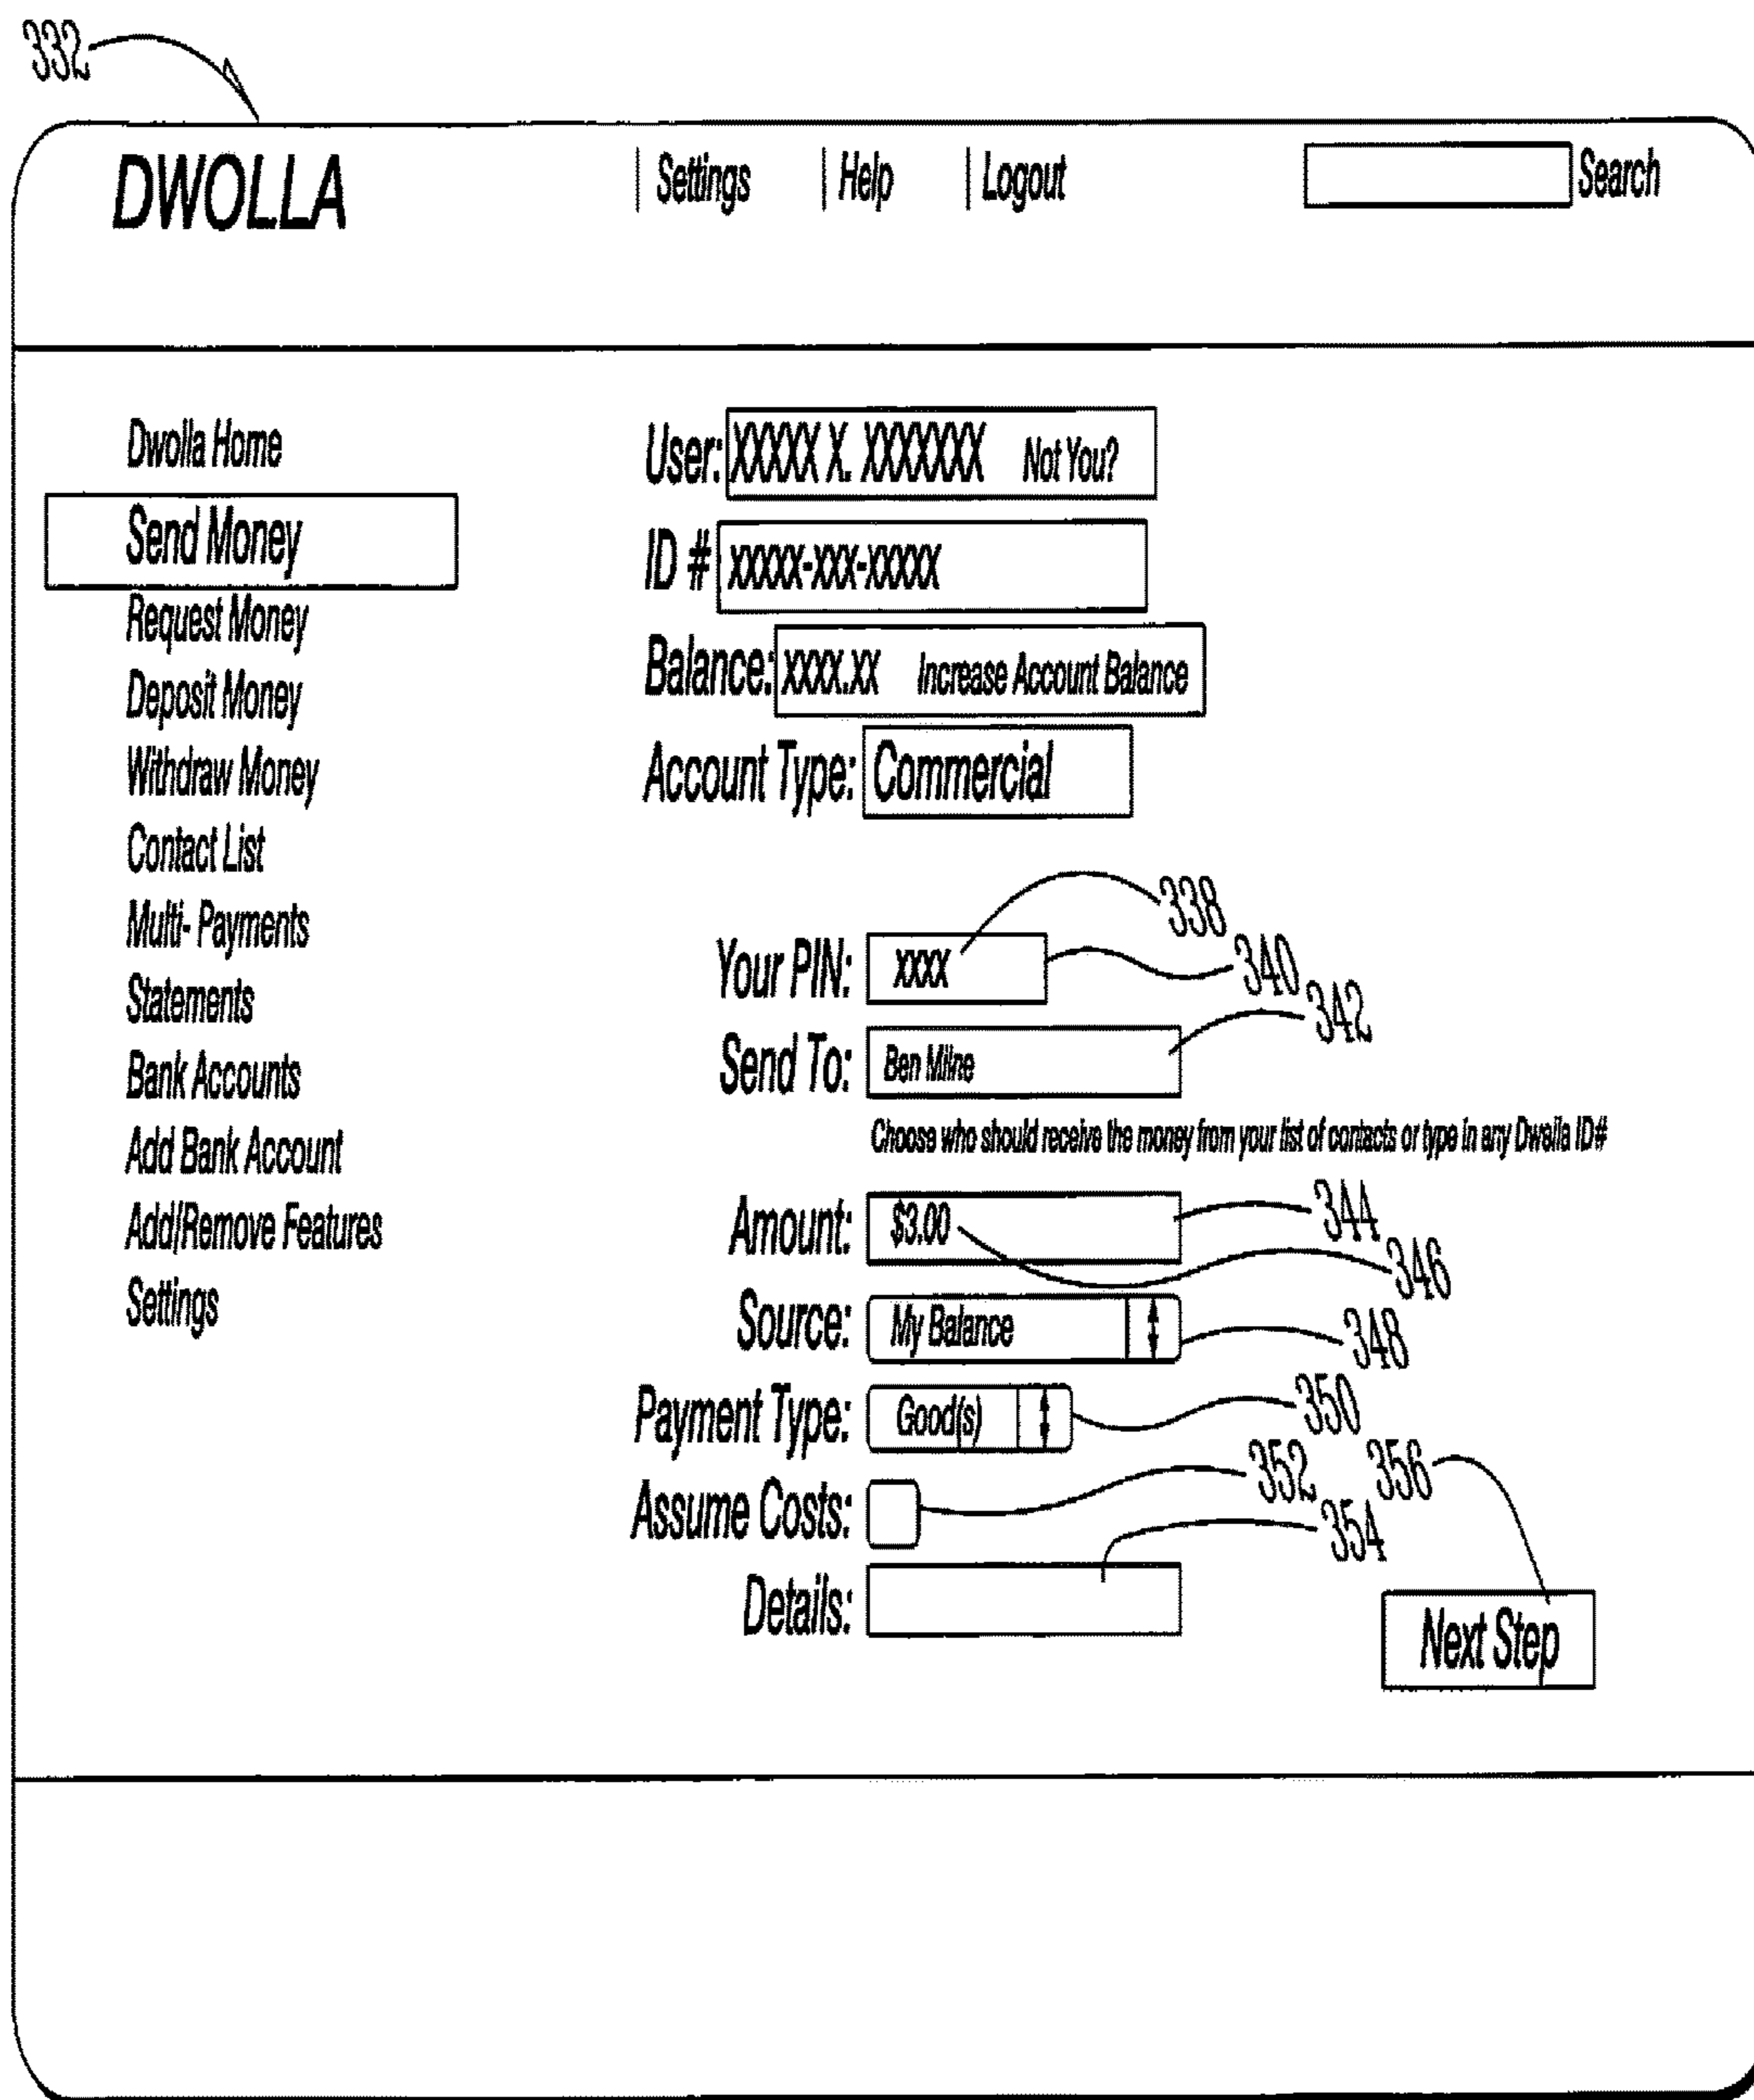 332
DWOLLA | Settings | Help | Logout Search
Dwolla Home
Send Money
Request Money
Deposit Money
Withdraw Money
Contact List
Multi- Payments
Statements
Bank Accounts
Add Bank Account
Add/Remove Features
Settings
User: XXXXX X. XXXXXXX Not You?
ID # xxxxx-xxx-xxxxx
Balance: xxxx.xx Increase Account Balance
Account Type: Commercial
338
Your PIN: xxxx 340
342
Send To: Ben Milne
Choose who should receive the money from your list of contacts or type in any Dwolla ID#
Amount: $3.00 344
346
Source: My Balance 348
Payment Type: Good(s) 350
352 356
Assume Costs: 354
Details:
Next Step